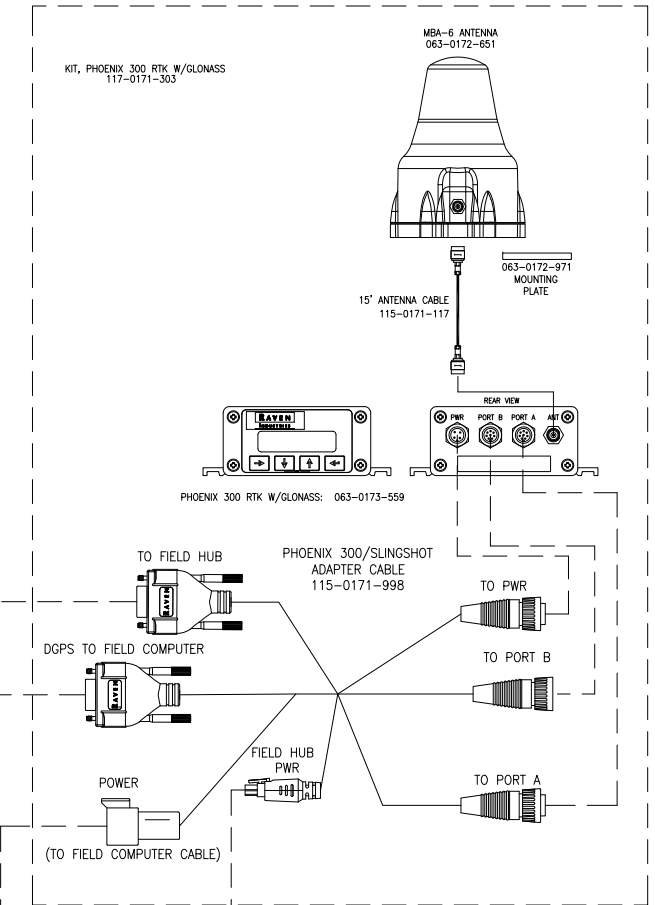 MBA-6 ANTENNA
063-0172-651
KIT, PHOENIX 300 RTK W/GLONASS
117-0171-303
063-0172-971
MOUNTING
PLATE
15' ANTENNA CABLE
115-0171-117
REAR VIEW
PWR PORT B PORT A ANT
RAVEN
INDUSTRIES
PHOENIX 300 RTK W/GLONASS: 063-0173-559
TO FIELD HUB
PHOENIX 300/SLINGSHOT
ADAPTER CABLE
115-0171-998
RAVEN
TO PWR
DGPS TO FIELD COMPUTER
RAVEN
TO PORT B
FIELD HUB
PWR
POWER
TO PORT A
(TO FIELD COMPUTER CABLE)